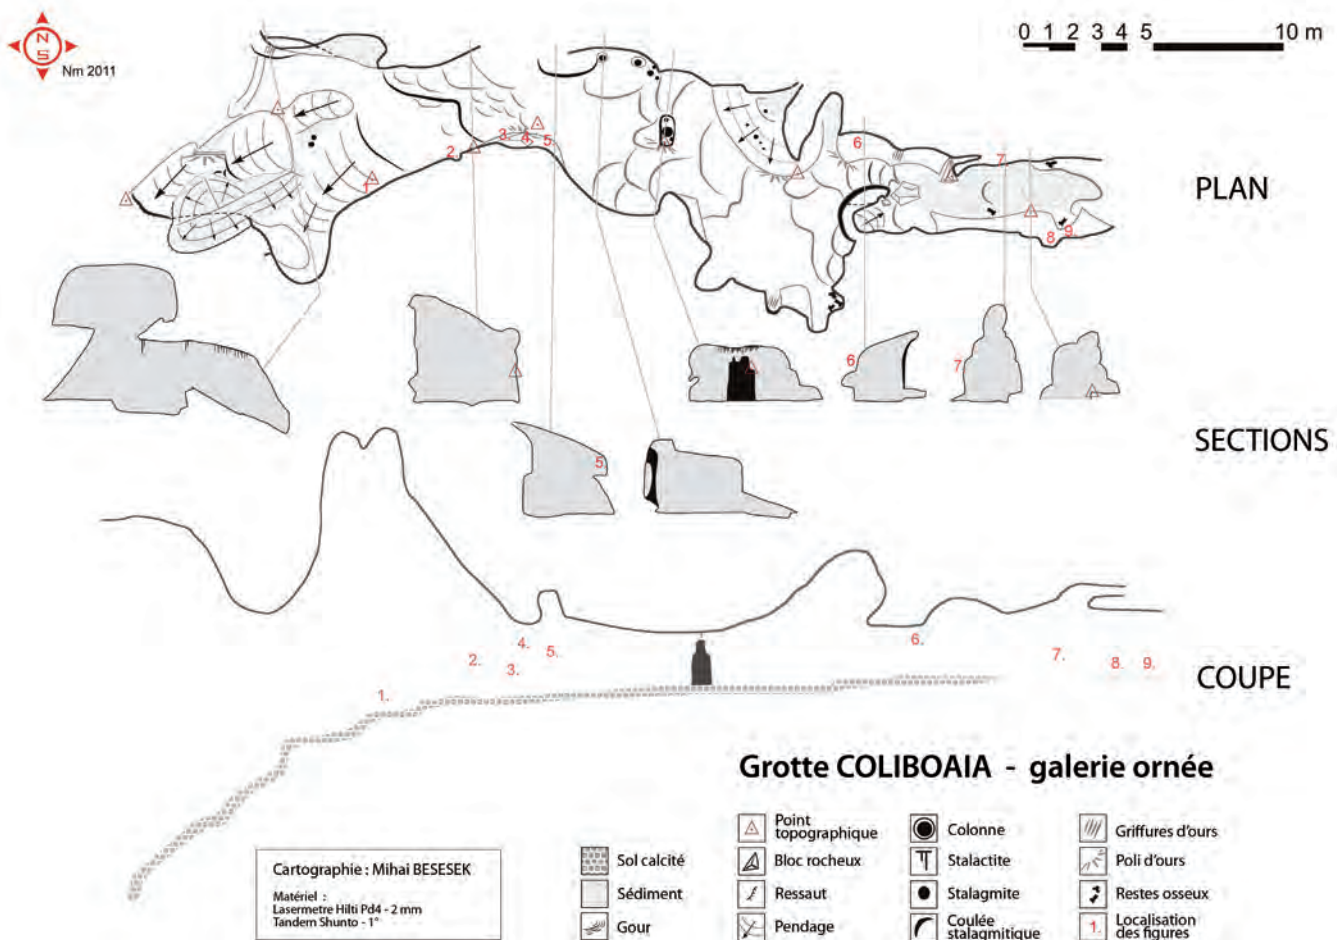 N
S
Nm 2011
0 1 2 3 4 5 10 m
PLAN
1
2.
3.
4.
5.
6
7.
8
9.
6
7
5.
SECTIONS
1.
2.
3.
4.
5.
6.
7.
8.
9.
COUPE
Grotte COLIBOAIA - galerie ornée
Cartographie : Mihai BESESEK
Matériel :
Lasermetre Hilti Pd4 - 2 mm
Tandem Shunto - 1°
Sol calcité
Sédiment
Gour
Point
topographique
Bloc rocheux
Ressaut
Pendage
Colonne
Stalactite
Stalagmite
Coulée
stalagmitique
Griffures d'ours
Poli d'ours
Restes osseux
1. Localisation
des figures